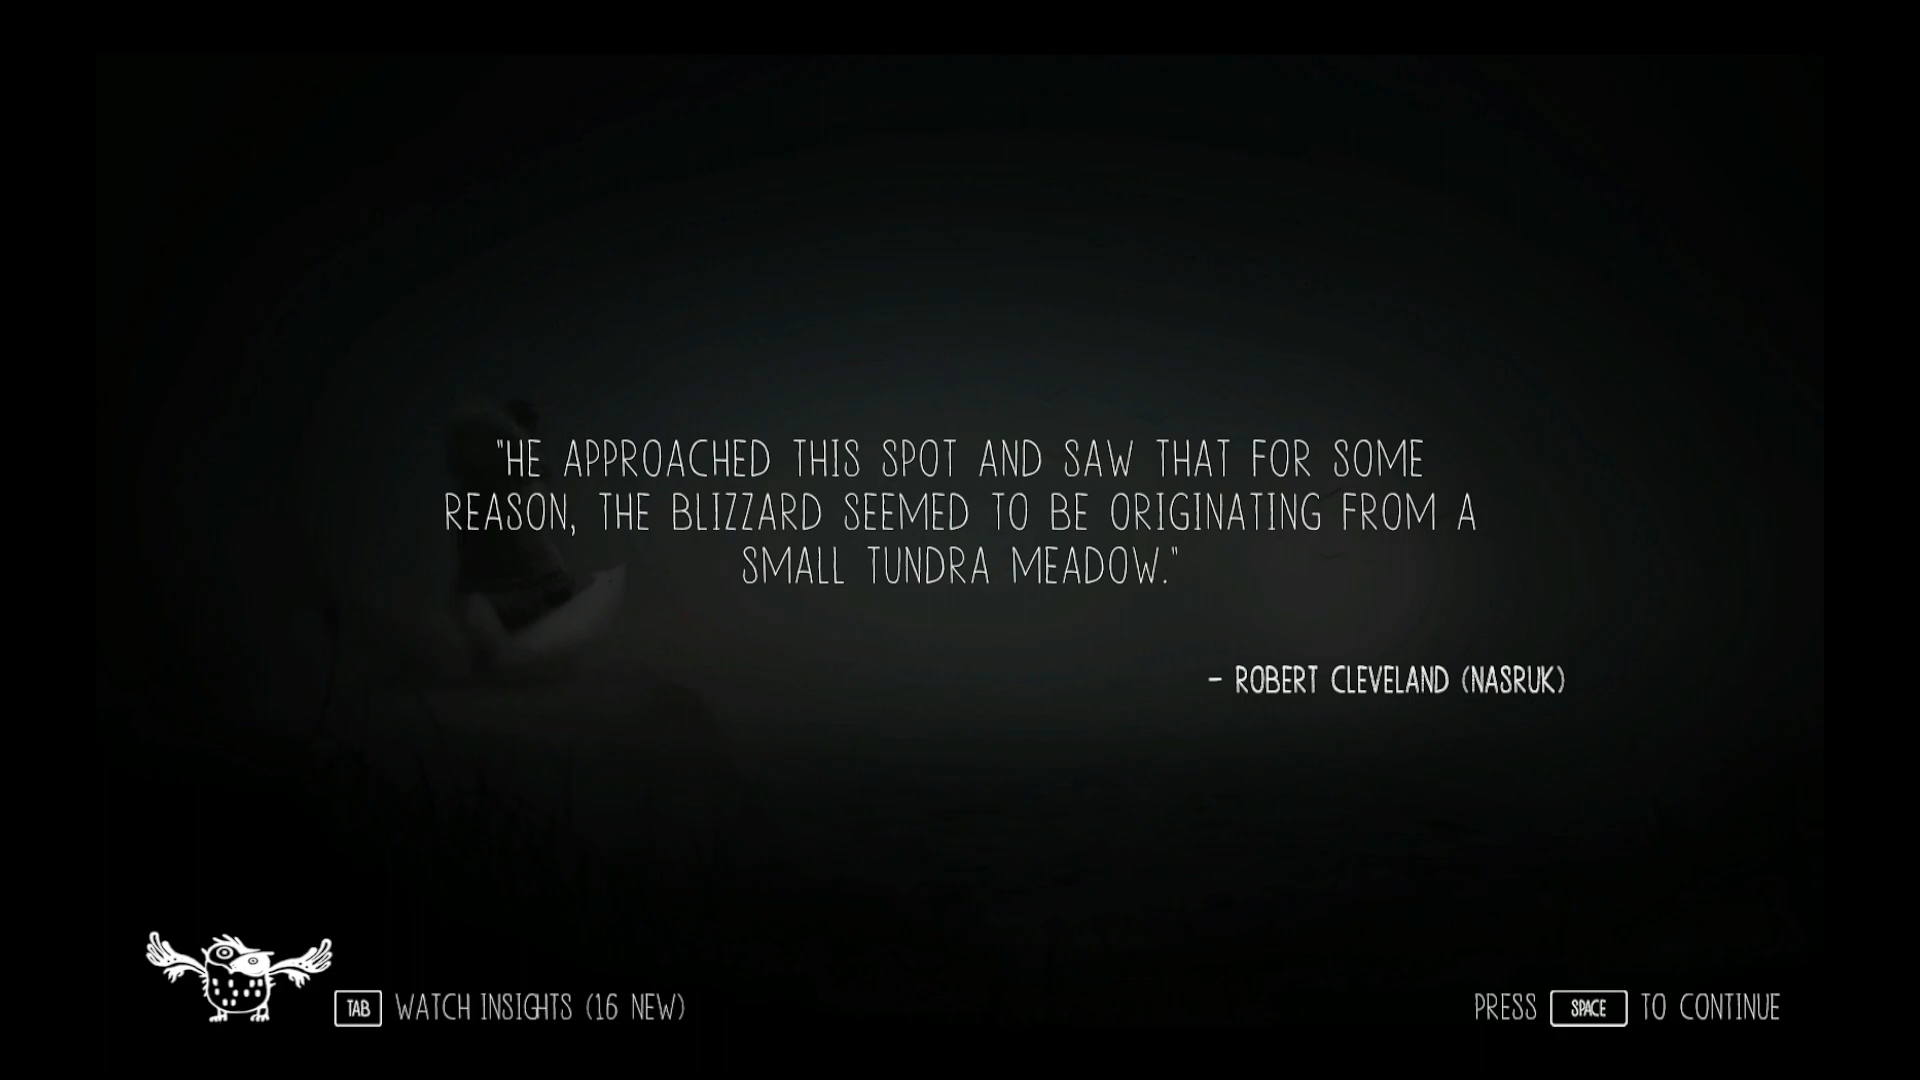 "HE APPROACHED THIS SPOT AND SAW THAT FOR SOME
REASON, THE BLIZZARD SEEMED TO BE ORIGINATING FROM A
SMALL TUNDRA MEADOW."
- ROBERT CLEVELAND (NASRUK)
TAB WATCH INSIGHTS (16 NEW)
PRESS SPACE TO CONTINUE